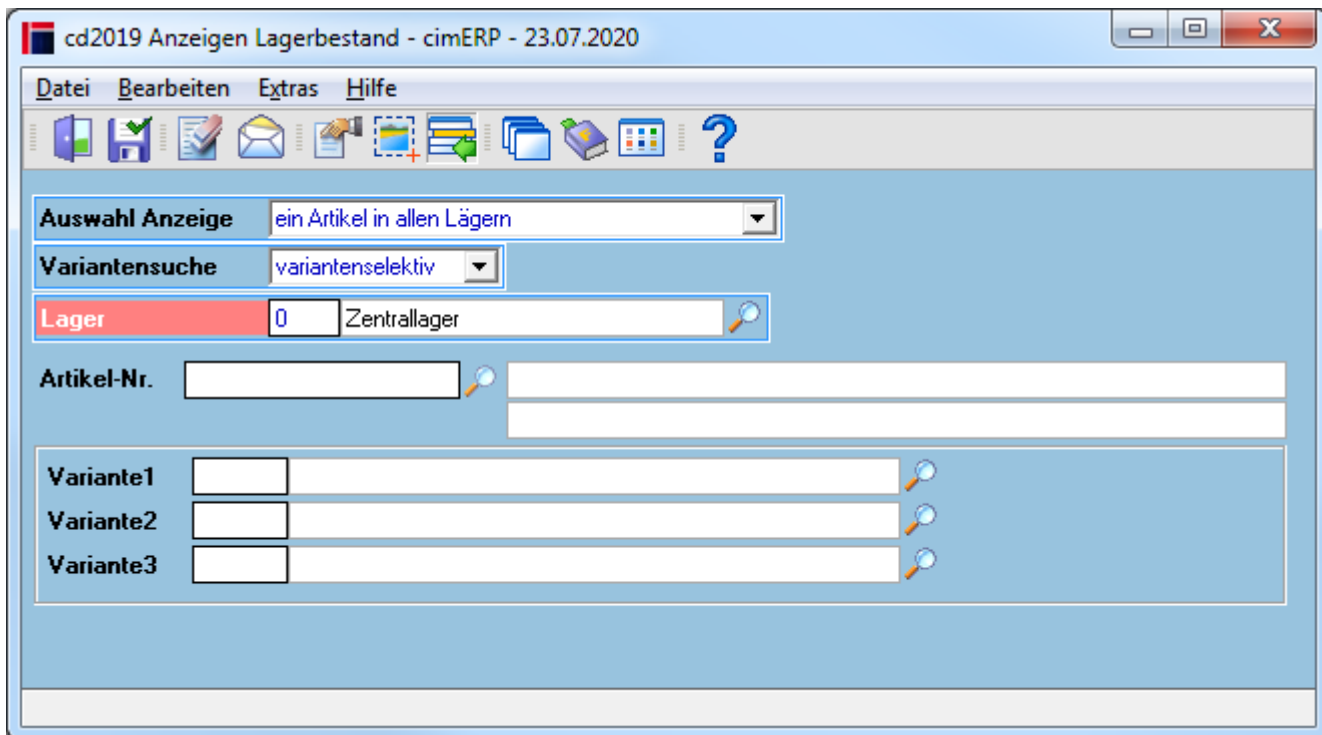 cd2019 Anzeigen Lagerbestand - cimERP - 23.07.2020
Datei Bearbeiten Extras Hilfe
Auswahl Anzeige ein Artikel in allen Lägern
Variantensuche variantenselektiv
Lager 0 Zentrallager
Artikel-Nr.
Variante1
Variante2
Variante3